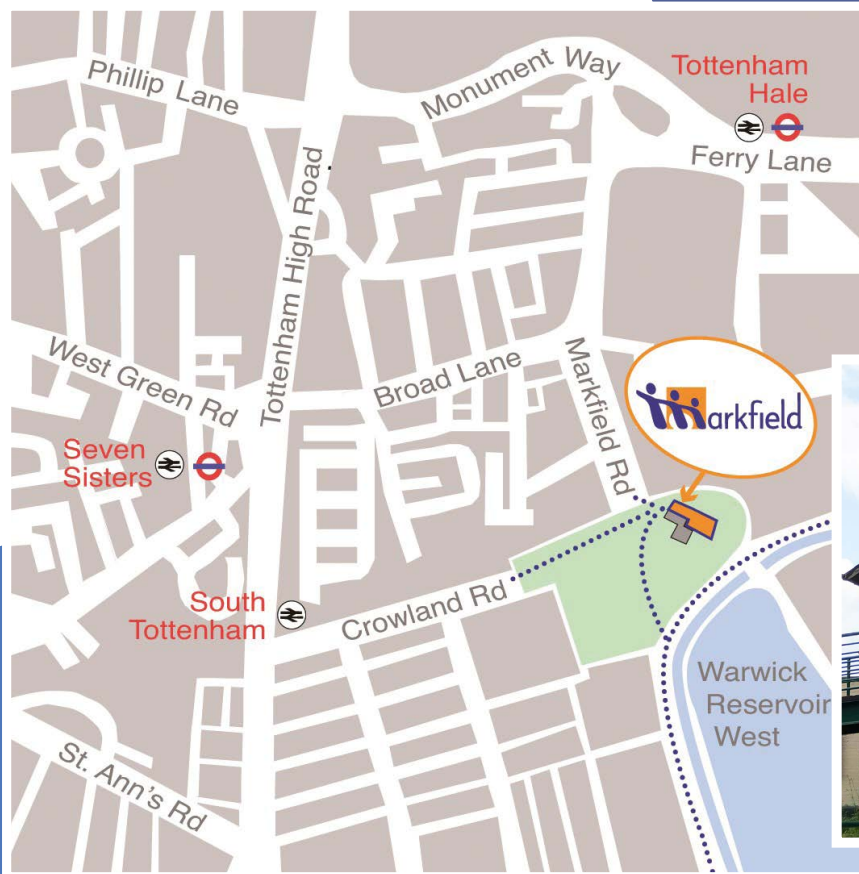 Phillip Lane
Monument Way
Tottenham
Hale
Ferry Lane
Tottenham High Road
West Green Rd
Broad Lane
Markfield Rd
Markfield
Seven
Sisters
South
Tottenham
Crowland Rd
Warwick
Reservoir
West
St. Ann's Rd